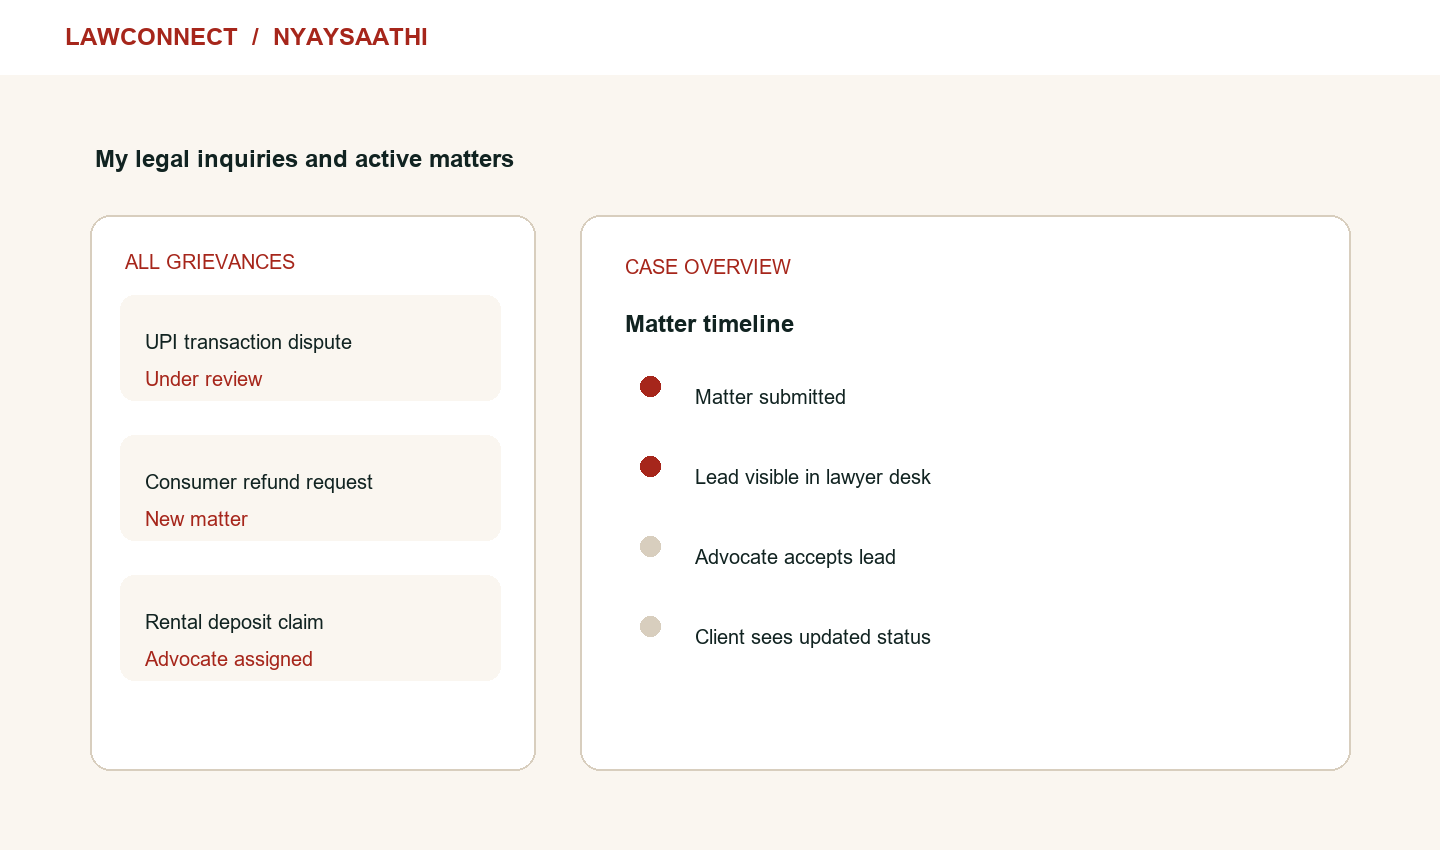 LAWCONNECT / NYAYSAATHI
My legal inquiries and active matters
ALL GRIEVANCES
UPI transaction dispute
Under review
Consumer refund request
New matter
Rental deposit claim
Advocate assigned
CASE OVERVIEW
Matter timeline
Matter submitted
Lead visible in lawyer desk
Advocate accepts lead
Client sees updated status